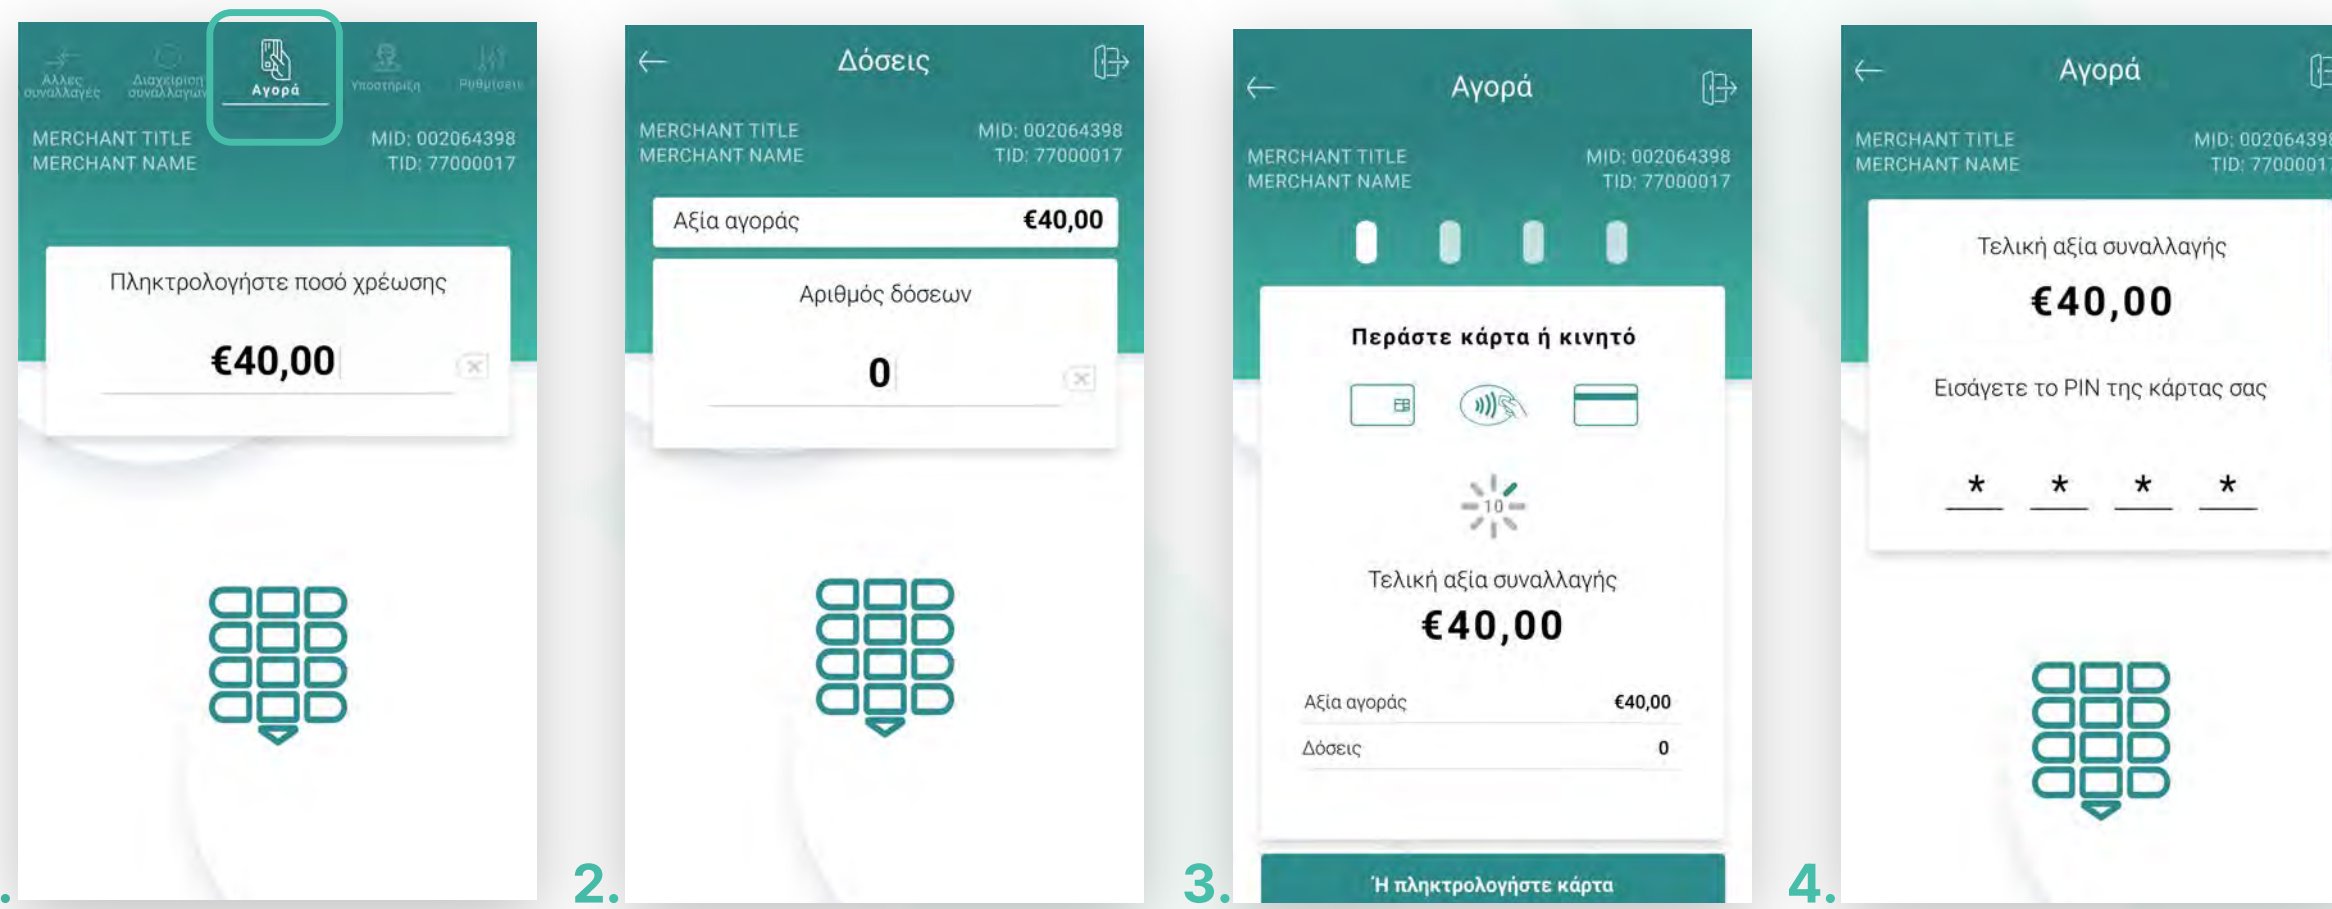 Άλλες
συναλλαγές
Διαχείριση
συναλλαγών
Αγορά
Υποστήριξη
Ρυθμίσεις
MERCHANT TITLE
MID: 002064398
MERCHANT NAME
TID: 77000017
Πληκτρολογήστε ποσό χρέωσης
€40,00
2.
Δόσεις
MERCHANT TITLE
MID: 002064398
MERCHANT NAME
TID: 77000017
Αξία αγοράς
€40,00
Αριθμός δόσεων
0
3.
Αγορά
MERCHANT TITLE
MID: 002064398
MERCHANT NAME
TID: 77000017
Περάστε κάρτα ή κινητό
10
Τελική αξία συναλλαγής
€40,00
Αξία αγοράς
€40,00
Δόσεις
0
Ή πληκτρολογήστε κάρτα
4.
Αγορά
MERCHANT TITLE
MID: 002064398
MERCHANT NAME
TID: 77000017
Τελική αξία συναλλαγής
€40,00
Εισάγετε το PIN της κάρτας σας
* * * *